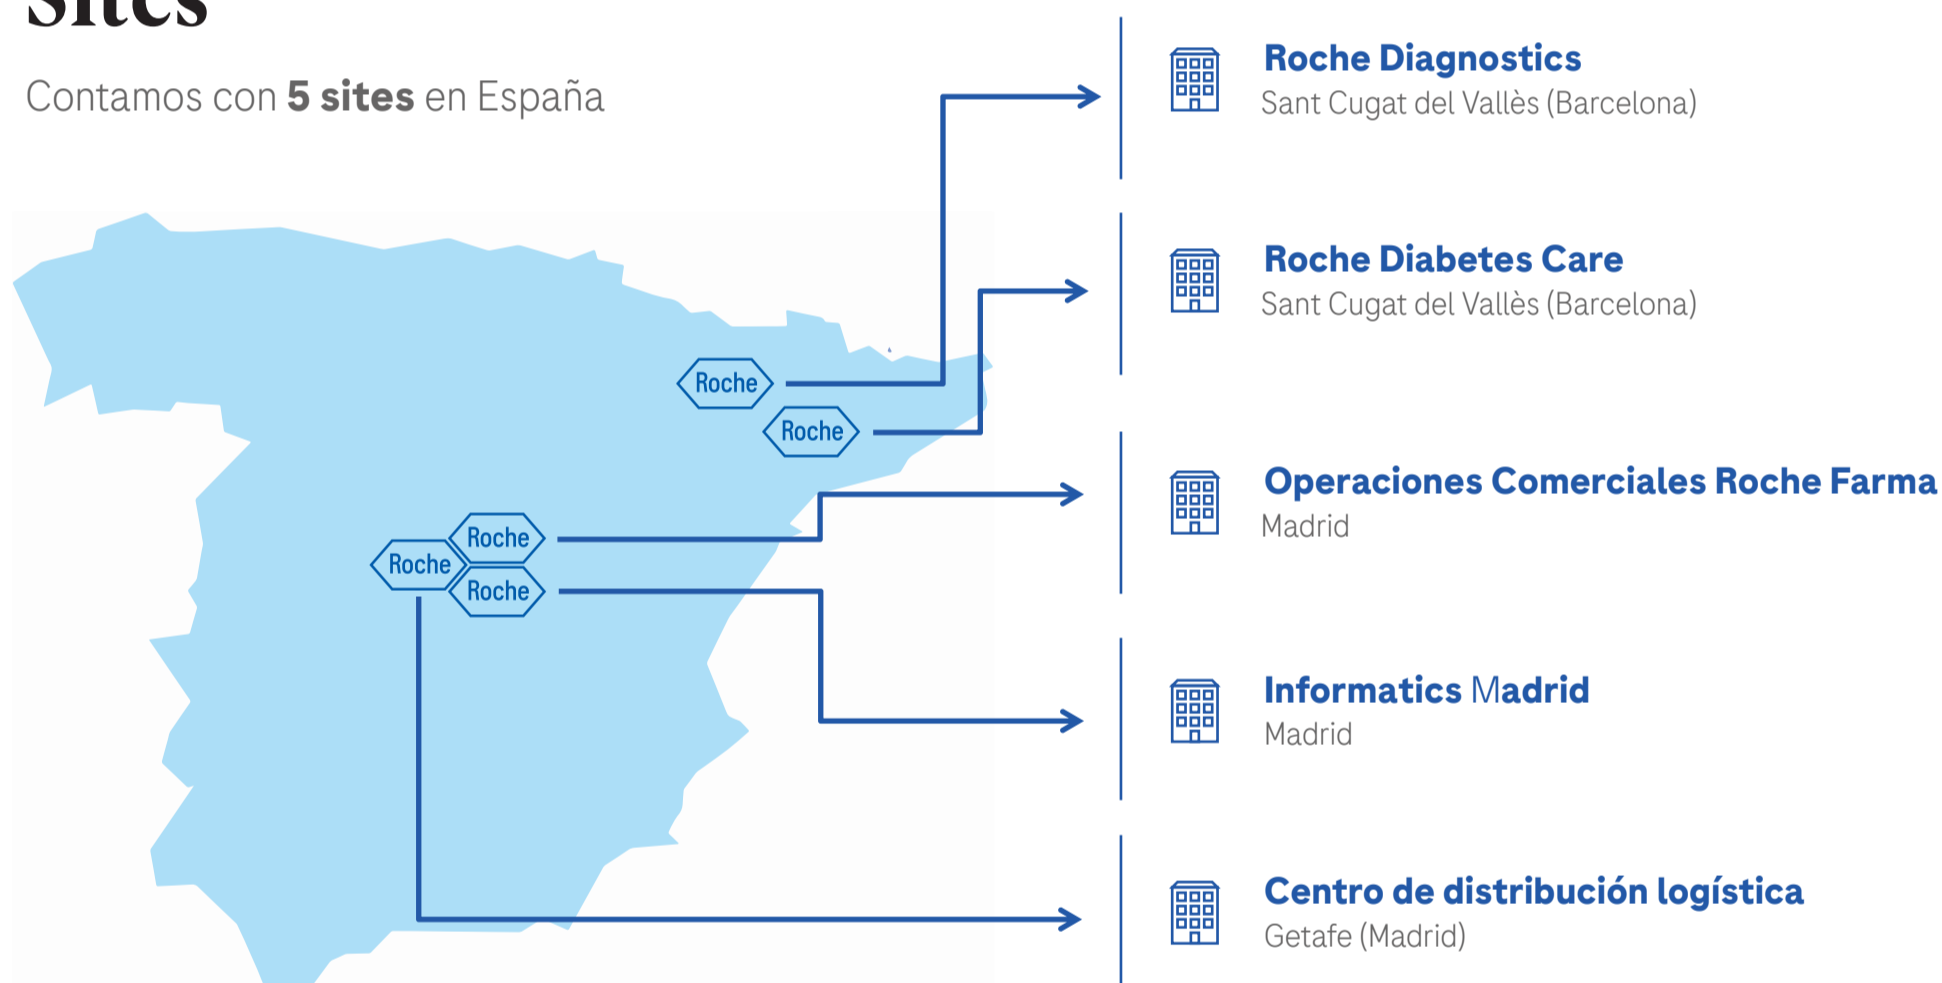 Sites
Contamos con 5 sites en España
Roche Diagnostics
Sant Cugat del Vallès (Barcelona)
Roche Diabetes Care
Sant Cugat del Vallès (Barcelona)
Roche
Roche
Operaciones Comerciales Roche Farma
Madrid
Roche
Roche
Roche
Informatics Madrid
Madrid
Centro de distribución logística
Getafe (Madrid)